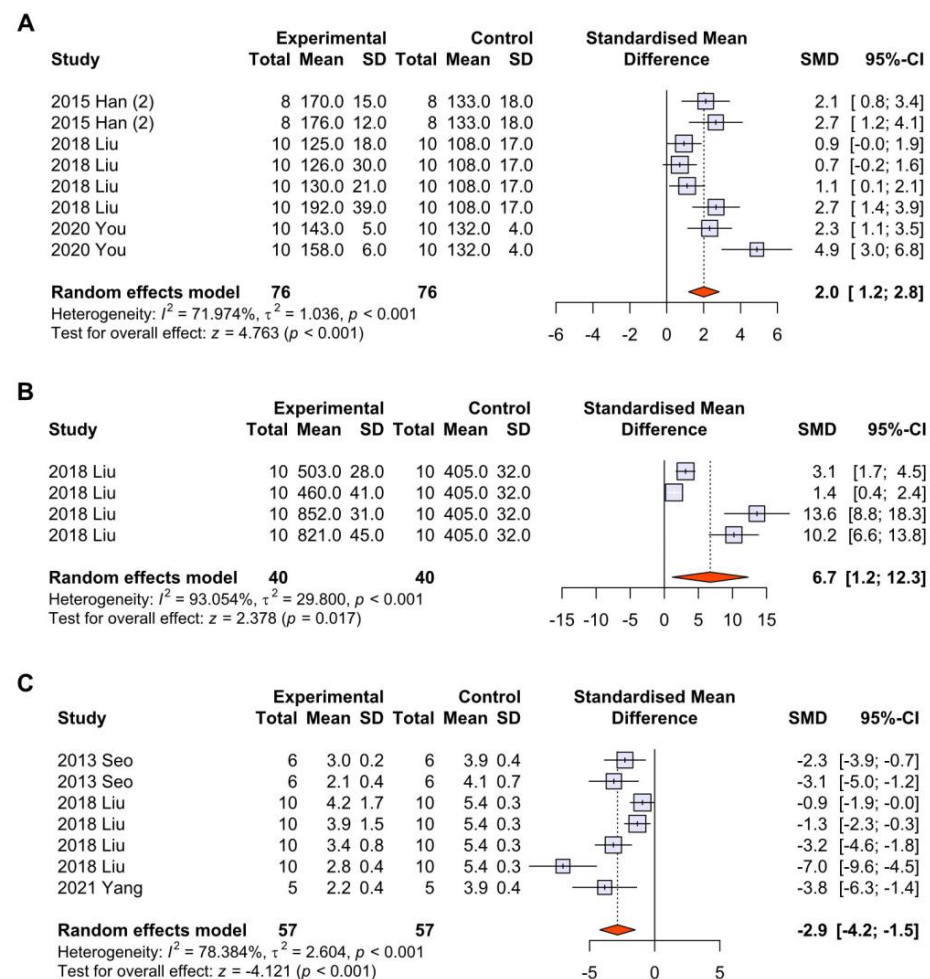 A
Experimental Control Standardised Mean
Study Total Mean SD Total Mean SD Difference SMD 95%-CI
2015 Han (2) 8 170.0 15.0 8 133.0 18.0 2.1 [ 0.8; 3.4]
2015 Han (2) 8 176.0 12.0 8 133.0 18.0 2.7 [ 1.2; 4.1]
2018 Liu 10 125.0 18.0 10 108.0 17.0 0.9 [-0.0; 1.9]
2018 Liu 10 126.0 30.0 10 108.0 17.0 0.7 [-0.2; 1.6]
2018 Liu 10 130.0 21.0 10 108.0 17.0 1.1 [ 0.1; 2.1]
2018 Liu 10 192.0 39.0 10 108.0 17.0 2.7 [ 1.4; 3.9]
2020 You 10 143.0 5.0 10 132.0 4.0 2.3 [ 1.1; 3.5]
2020 You 10 158.0 6.0 10 132.0 4.0 4.9 [ 3.0; 6.8]
Random effects model 76 76 2.0 [ 1.2; 2.8]
Heterogeneity: I² = 71.974%, τ² = 1.036, p < 0.001
Test for overall effect: z = 4.763 (p < 0.001)
-6 -4 -2 0 2 4 6
B
Experimental Control Standardised Mean
Study Total Mean SD Total Mean SD Difference SMD 95%-CI
2018 Liu 10 503.0 28.0 10 405.0 32.0 3.1 [1.7; 4.5]
2018 Liu 10 460.0 41.0 10 405.0 32.0 1.4 [0.4; 2.4]
2018 Liu 10 852.0 31.0 10 405.0 32.0 13.6 [8.8; 18.3]
2018 Liu 10 821.0 45.0 10 405.0 32.0 10.2 [6.6; 13.8]
Random effects model 40 40 6.7 [1.2; 12.3]
Heterogeneity: I² = 93.054%, τ² = 29.800, p < 0.001
Test for overall effect: z = 2.378 (p = 0.017)
-15 -10 -5 0 5 10 15
C
Experimental Control Standardised Mean
Study Total Mean SD Total Mean SD Difference SMD 95%-CI
2013 Seo 6 3.0 0.2 6 3.9 0.4 -2.3 [-3.9; -0.7]
2013 Seo 6 2.1 0.4 6 4.1 0.7 -3.1 [-5.0; -1.2]
2018 Liu 10 4.2 1.7 10 5.4 0.3 -0.9 [-1.9; -0.0]
2018 Liu 10 3.9 1.5 10 5.4 0.3 -1.3 [-2.3; -0.3]
2018 Liu 10 3.4 0.8 10 5.4 0.3 -3.2 [-4.6; -1.8]
2018 Liu 10 2.8 0.4 10 5.4 0.3 -7.0 [-9.6; -4.5]
2021 Yang 5 2.2 0.4 5 3.9 0.4 -3.8 [-6.3; -1.4]
Random effects model 57 57 -2.9 [-4.2; -1.5]
Heterogeneity: I² = 78.384%, τ² = 2.604, p < 0.001
Test for overall effect: z = -4.121 (p < 0.001)
-5 0 5